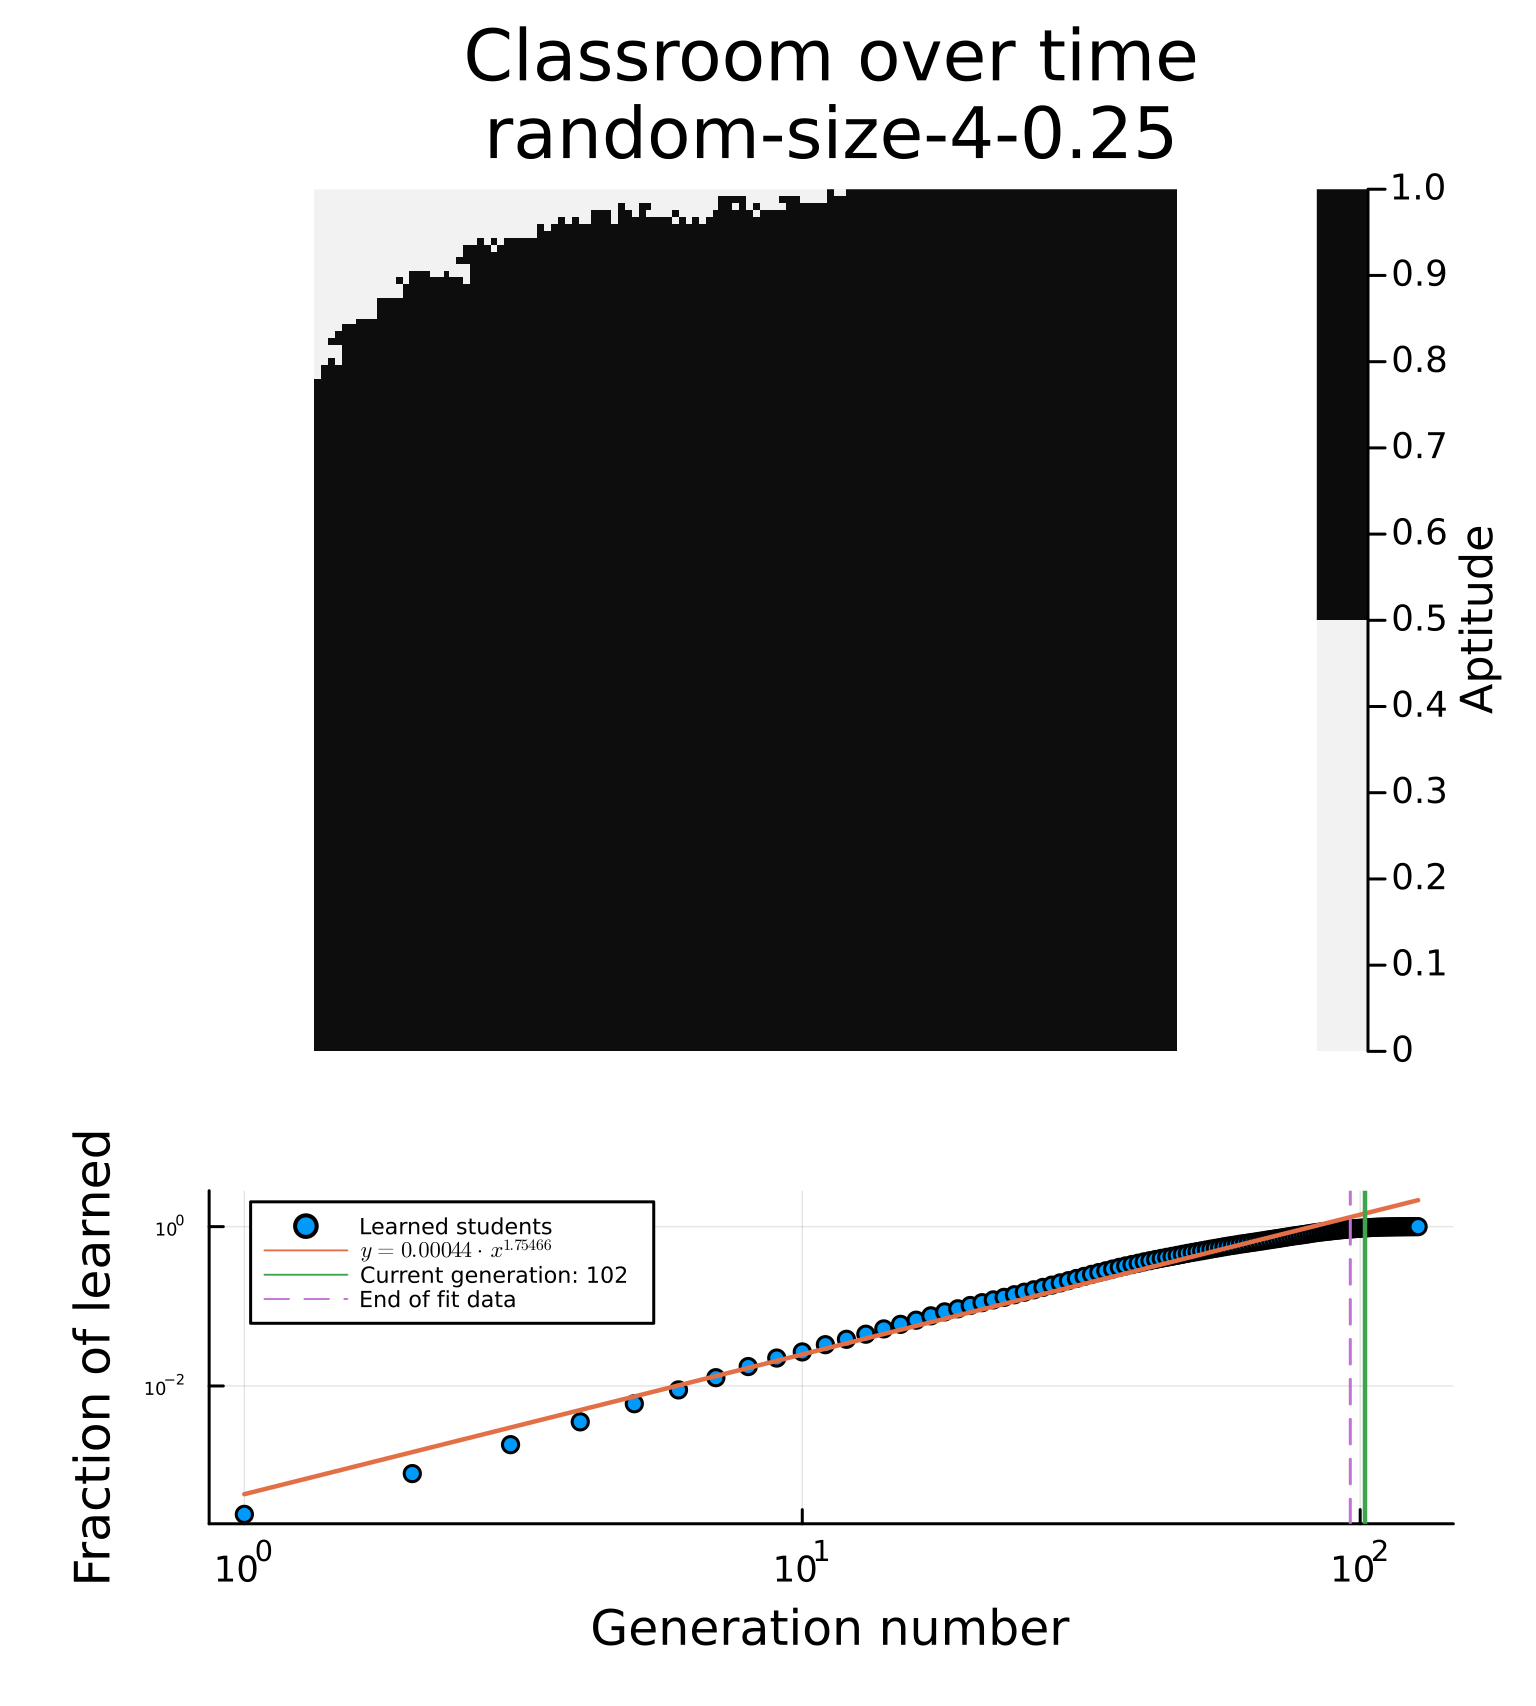 Classroom over time
random-size-4-0.25
1.0
0.9
0.8
0.7
0.6
0.5
0.4
0.3
0.2
0.1
0
Aptitude
Fraction of learned
10^0
10^-2
Learned students
y = 0.00044 · x^1.75466
Current generation: 102
End of fit data
10^0
10^1
10^2
Generation number